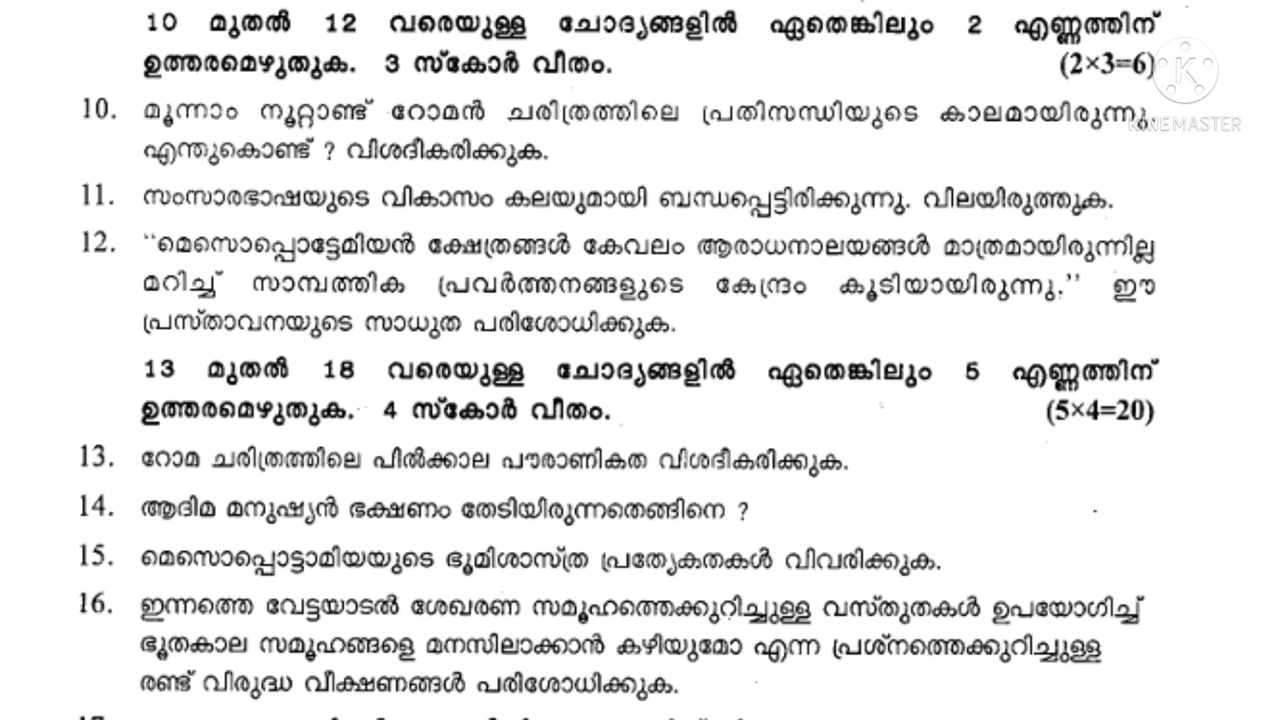 10 മുതൽ 12 വരെയുള്ള ചോദ്യങ്ങളിൽ ഏതെങ്കിലും 2 എണ്ണത്തിന്
ഉത്തരമെഴുതുക. 3 സ്കോർ വീതം. (2×3=6)
KINEMASTER
10. മൂന്നാം നൂറ്റാണ്ട് റോമൻ ചരിത്രത്തിലെ പ്രതിസന്ധിയുടെ കാലമായിരുന്നു.
എന്തുകൊണ്ട് ? വിശദീകരിക്കുക.
11. സംസാരഭാഷയുടെ വികാസം കലയുമായി ബന്ധപ്പെട്ടിരിക്കുന്നു. വിലയിരുത്തുക.
12. “മെസൊപ്പൊട്ടേമിയൻ ക്ഷേത്രങ്ങൾ കേവലം ആരാധനാലയങ്ങൾ മാത്രമായിരുന്നില്ല
മറിച്ച് സാമ്പത്തിക പ്രവർത്തനങ്ങളുടെ കേന്ദ്രം കൂടിയായിരുന്നു.” ഈ
പ്രസ്താവനയുടെ സാധുത പരിശോധിക്കുക.
13 മുതൽ 18 വരെയുള്ള ചോദ്യങ്ങളിൽ ഏതെങ്കിലും 5 എണ്ണത്തിന്
ഉത്തരമെഴുതുക. 4 സ്കോർ വീതം. (5×4=20)
13. റോമ ചരിത്രത്തിലെ പിൽക്കാല പൗരാണികത വിശദീകരിക്കുക.
14. ആദിമ മനുഷ്യൻ ഭക്ഷണം തേടിയിരുന്നതെങ്ങിനെ ?
15. മെസൊപ്പൊട്ടാമിയയുടെ ഭൂമിശാസ്ത്ര പ്രത്യേകതകൾ വിവരിക്കുക.
16. ഇന്നത്തെ വേട്ടയാടൽ ശേഖരണ സമൂഹത്തെക്കുറിച്ചുള്ള വസ്തുതകൾ ഉപയോഗിച്ച്
ഭൂതകാല സമൂഹങ്ങളെ മനസിലാക്കാൻ കഴിയുമോ എന്ന പ്രശ്നത്തെക്കുറിച്ചുള്ള
രണ്ട് വിരുദ്ധ വീക്ഷണങ്ങൾ പരിശോധിക്കുക.